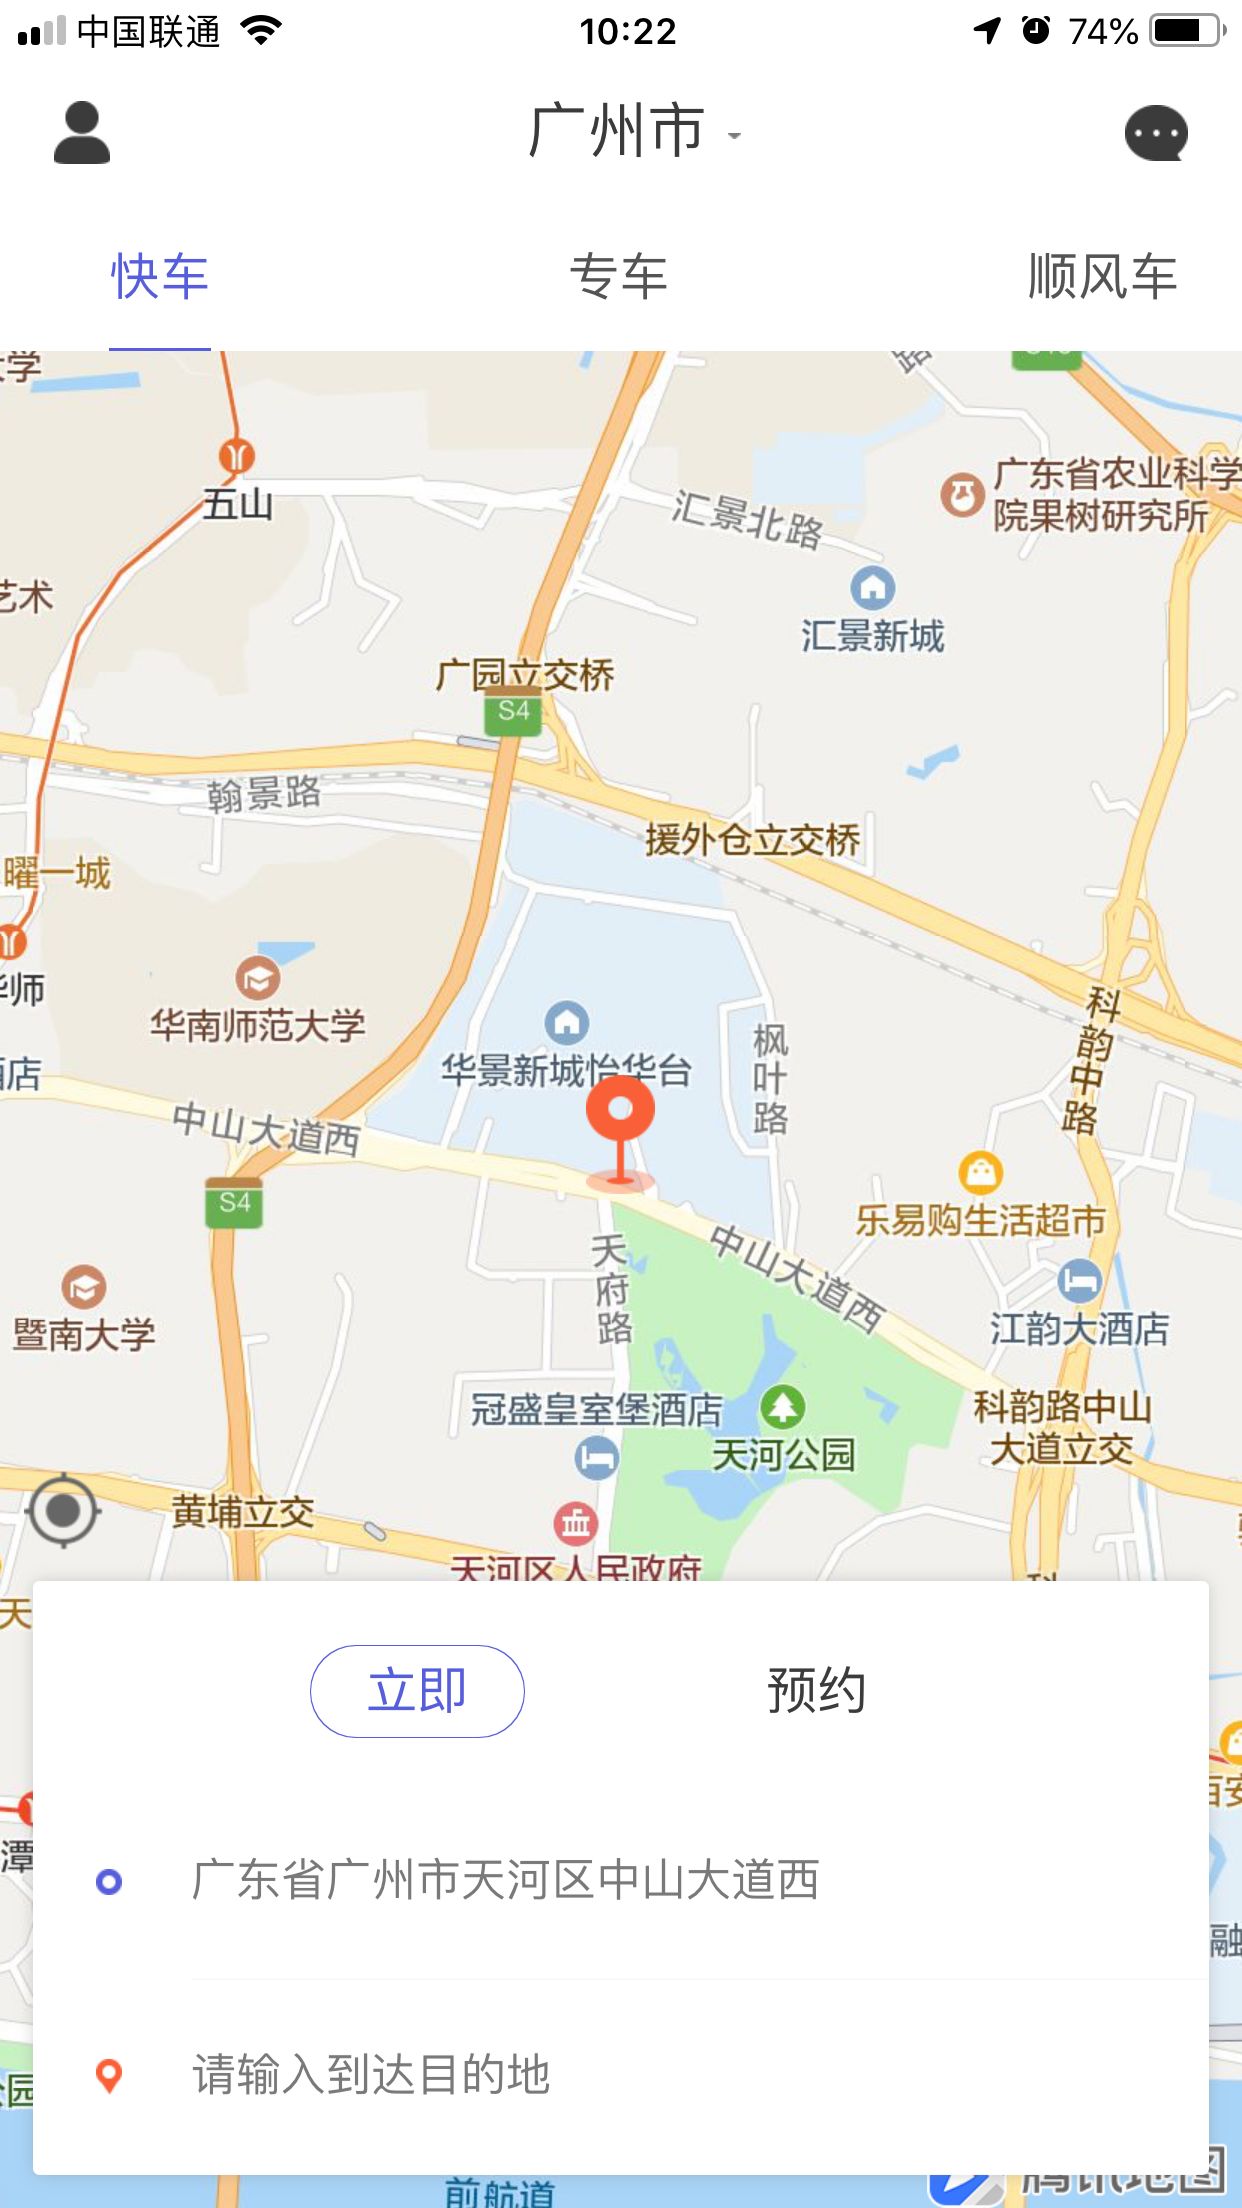 中国联通
10:22
74%
广州市
快车
专车
顺风车
五山
汇景北路
广东省农业科学
院果树研究所
艺术
汇景新城
广园立交桥
S4
翰景路
援外仓立交桥
曜一城
华师
华南师范大学
科韵中路
华景新城怡华台
枫叶路
中山大道西
S4
乐易购生活超市
天府路
中山大道西
暨南大学
江韵大酒店
冠盛皇室堡酒店
天河公园
科韵路中山
大道立交
黄埔立交
天河区人民政府
立即
预约
广东省广州市天河区中山大道西
请输入到达目的地
前航道
腾讯地图